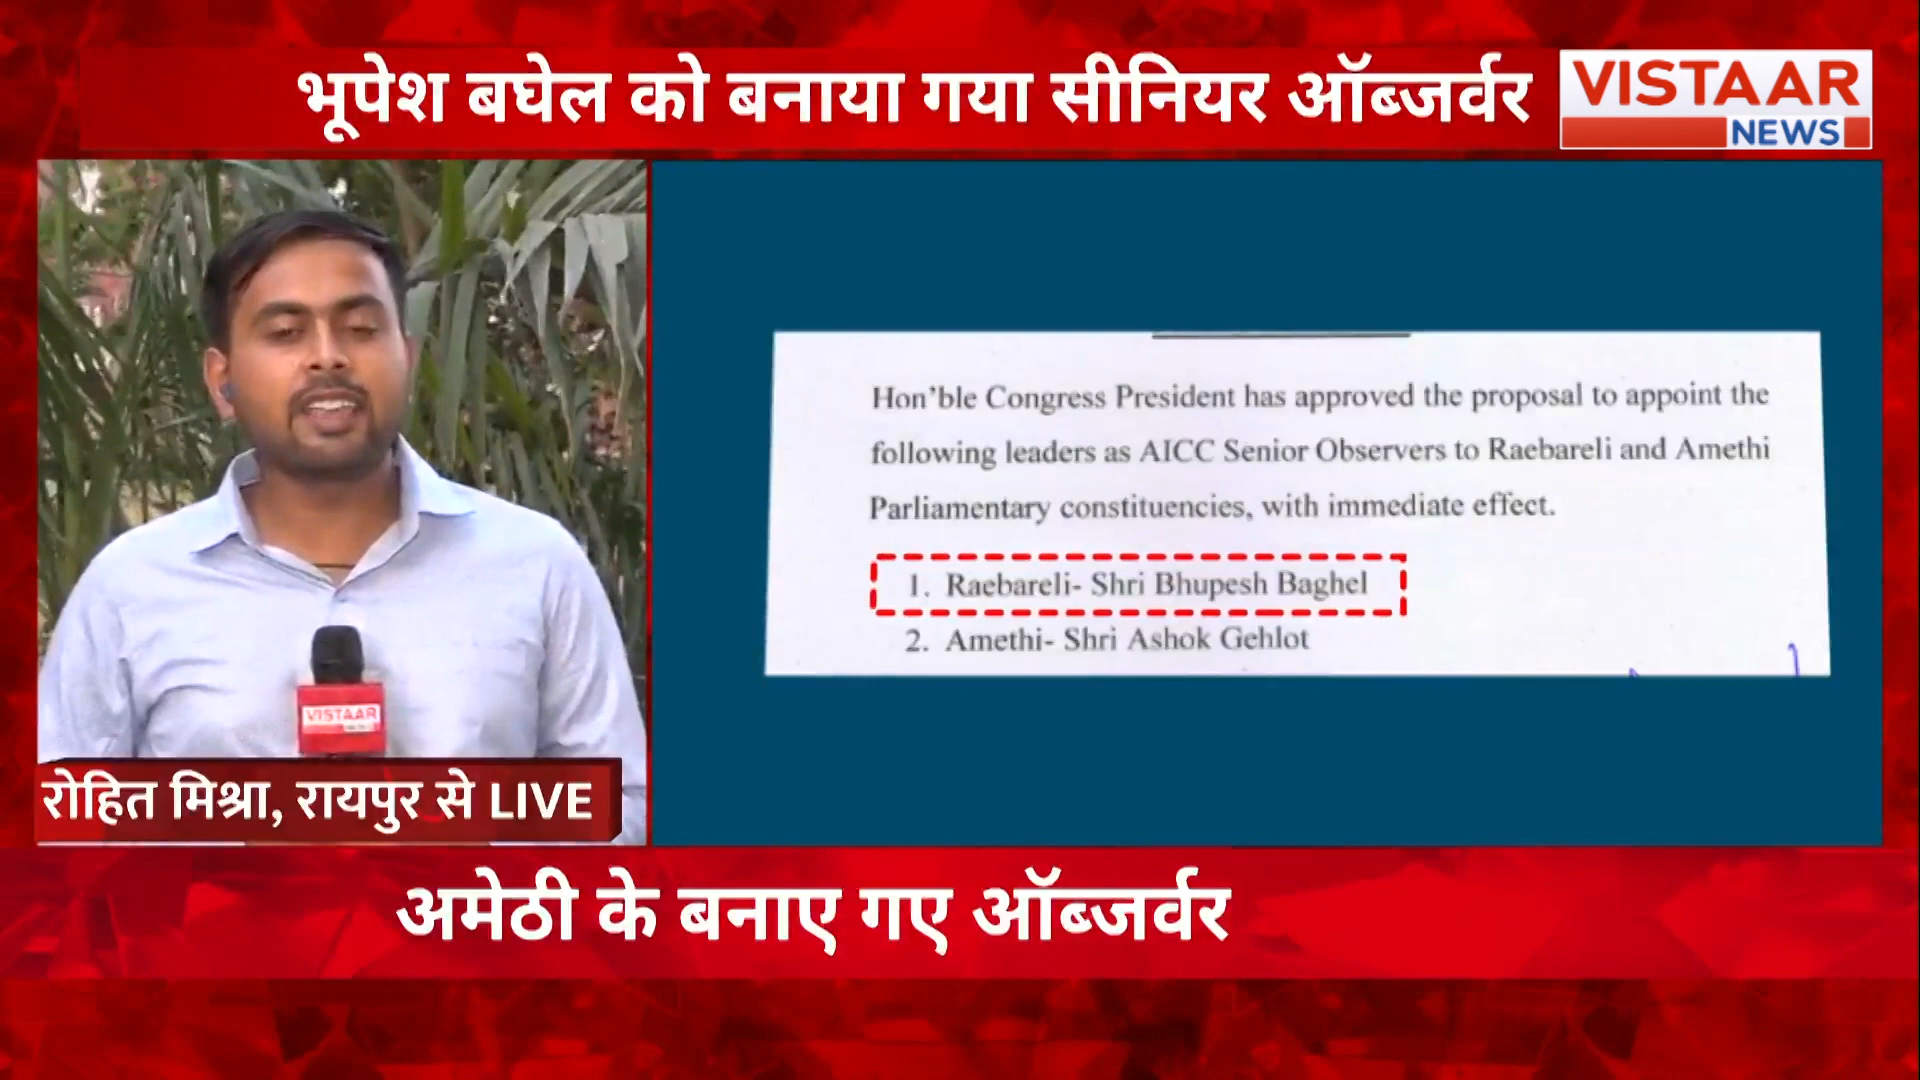 भूपेश बघेल को बनाया गया सीनियर ऑब्जर्वर
VISTAAR
NEWS
Hon'ble Congress President has approved the proposal to appoint the
following leaders as AICC Senior Observers to Raebareli and Amethi
Parliamentary constituencies, with immediate effect.
1. Raebareli- Shri Bhupesh Baghel
2. Amethi- Shri Ashok Gehlot
VISTAAR
NEWS
रोहित मिश्रा, रायपुर से LIVE
अमेठी के बनाए गए ऑब्जर्वर